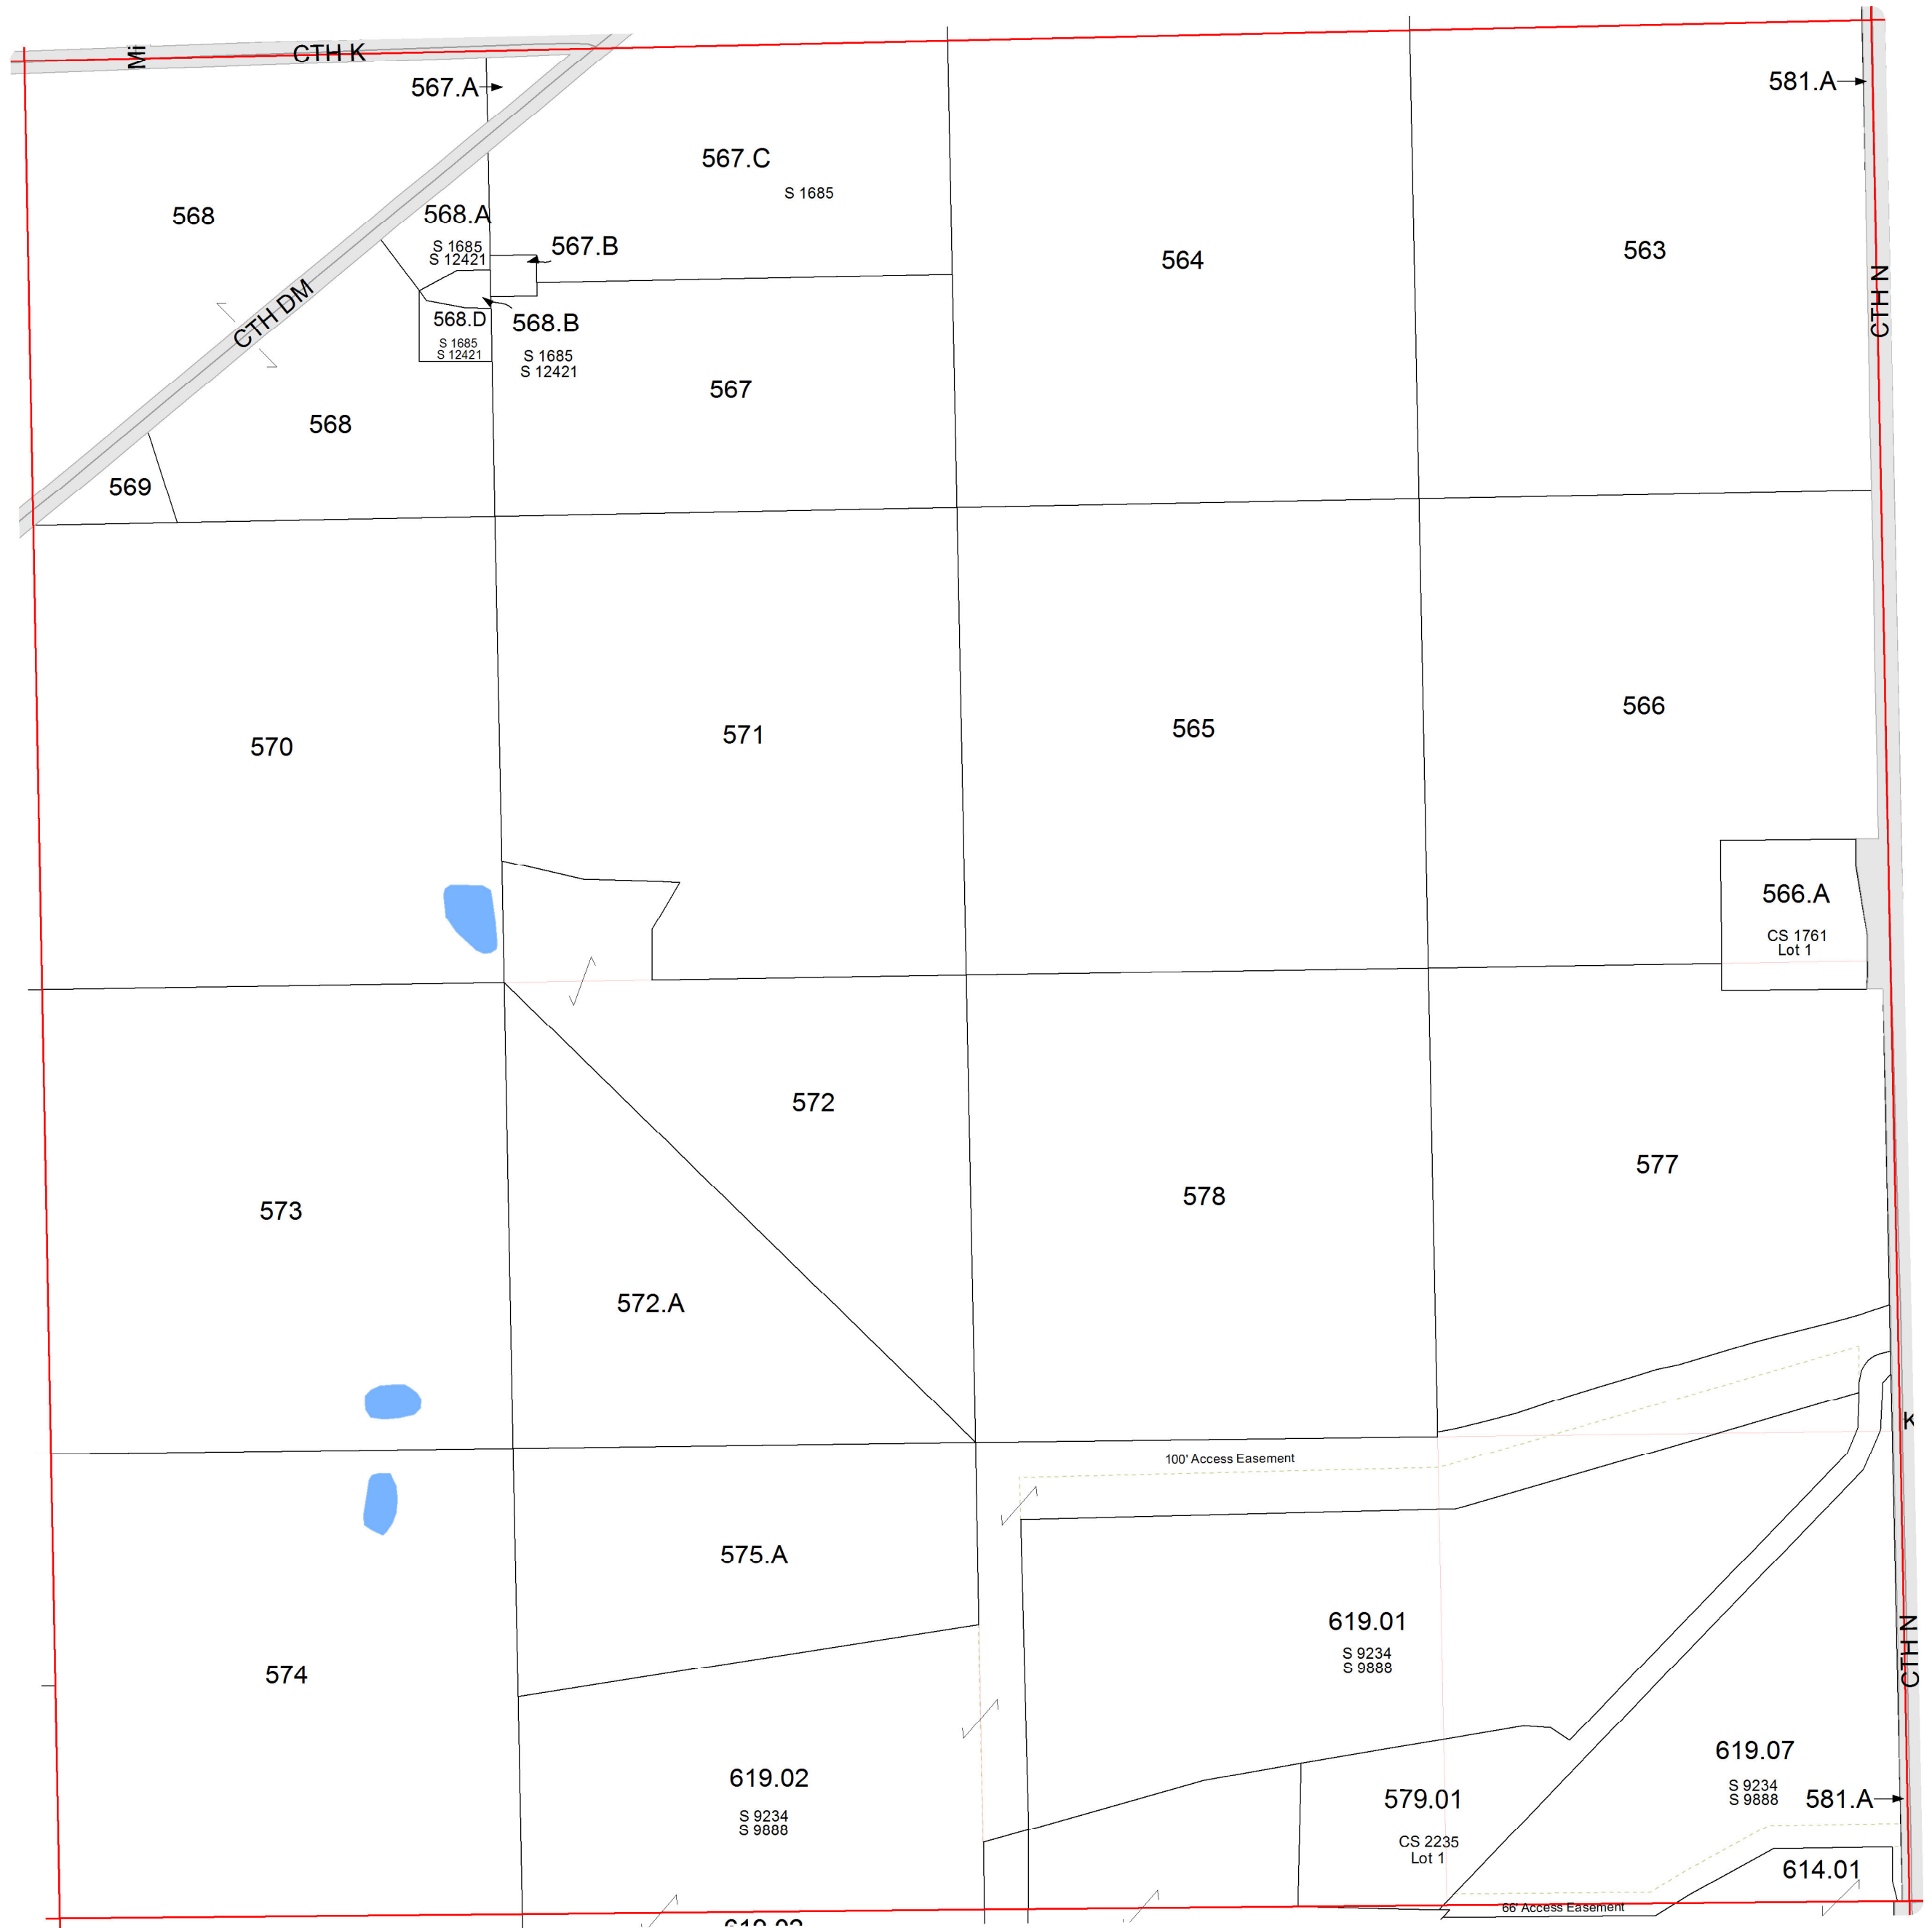 Mi
CTH K
567.A
581.A
567.C
S 1685
568
568.A
S 1685
S 12421
567.B
564
563
CTH N
CTH DM
568.D
S 1685
S 12421
568.B
S 1685
S 12421
567
568
569
570
571
565
566
566.A
CS 1761
Lot 1
572
577
573
578
572.A
K
100' Access Easement
575.A
619.01
S 9234
S 9888
574
CTH N
619.02
S 9234
S 9888
579.01
CS 2235
Lot 1
619.07
S 9234
S 9888
581.A
614.01
66' Access Easement